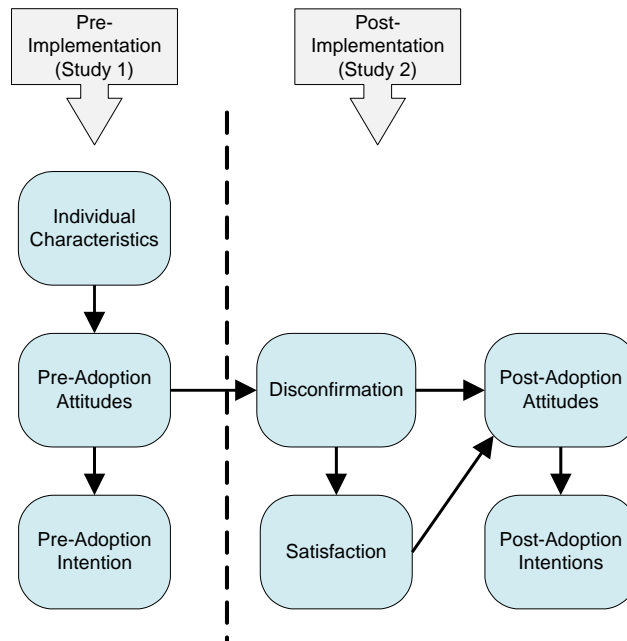 Pre-
Implementation
(Study 1)
Post-
Implementation
(Study 2)
Individual
Characteristics
Pre-Adoption
Attitudes
Disconfirmation
Post-Adoption
Attitudes
Pre-Adoption
Intention
Satisfaction
Post-Adoption
Intentions